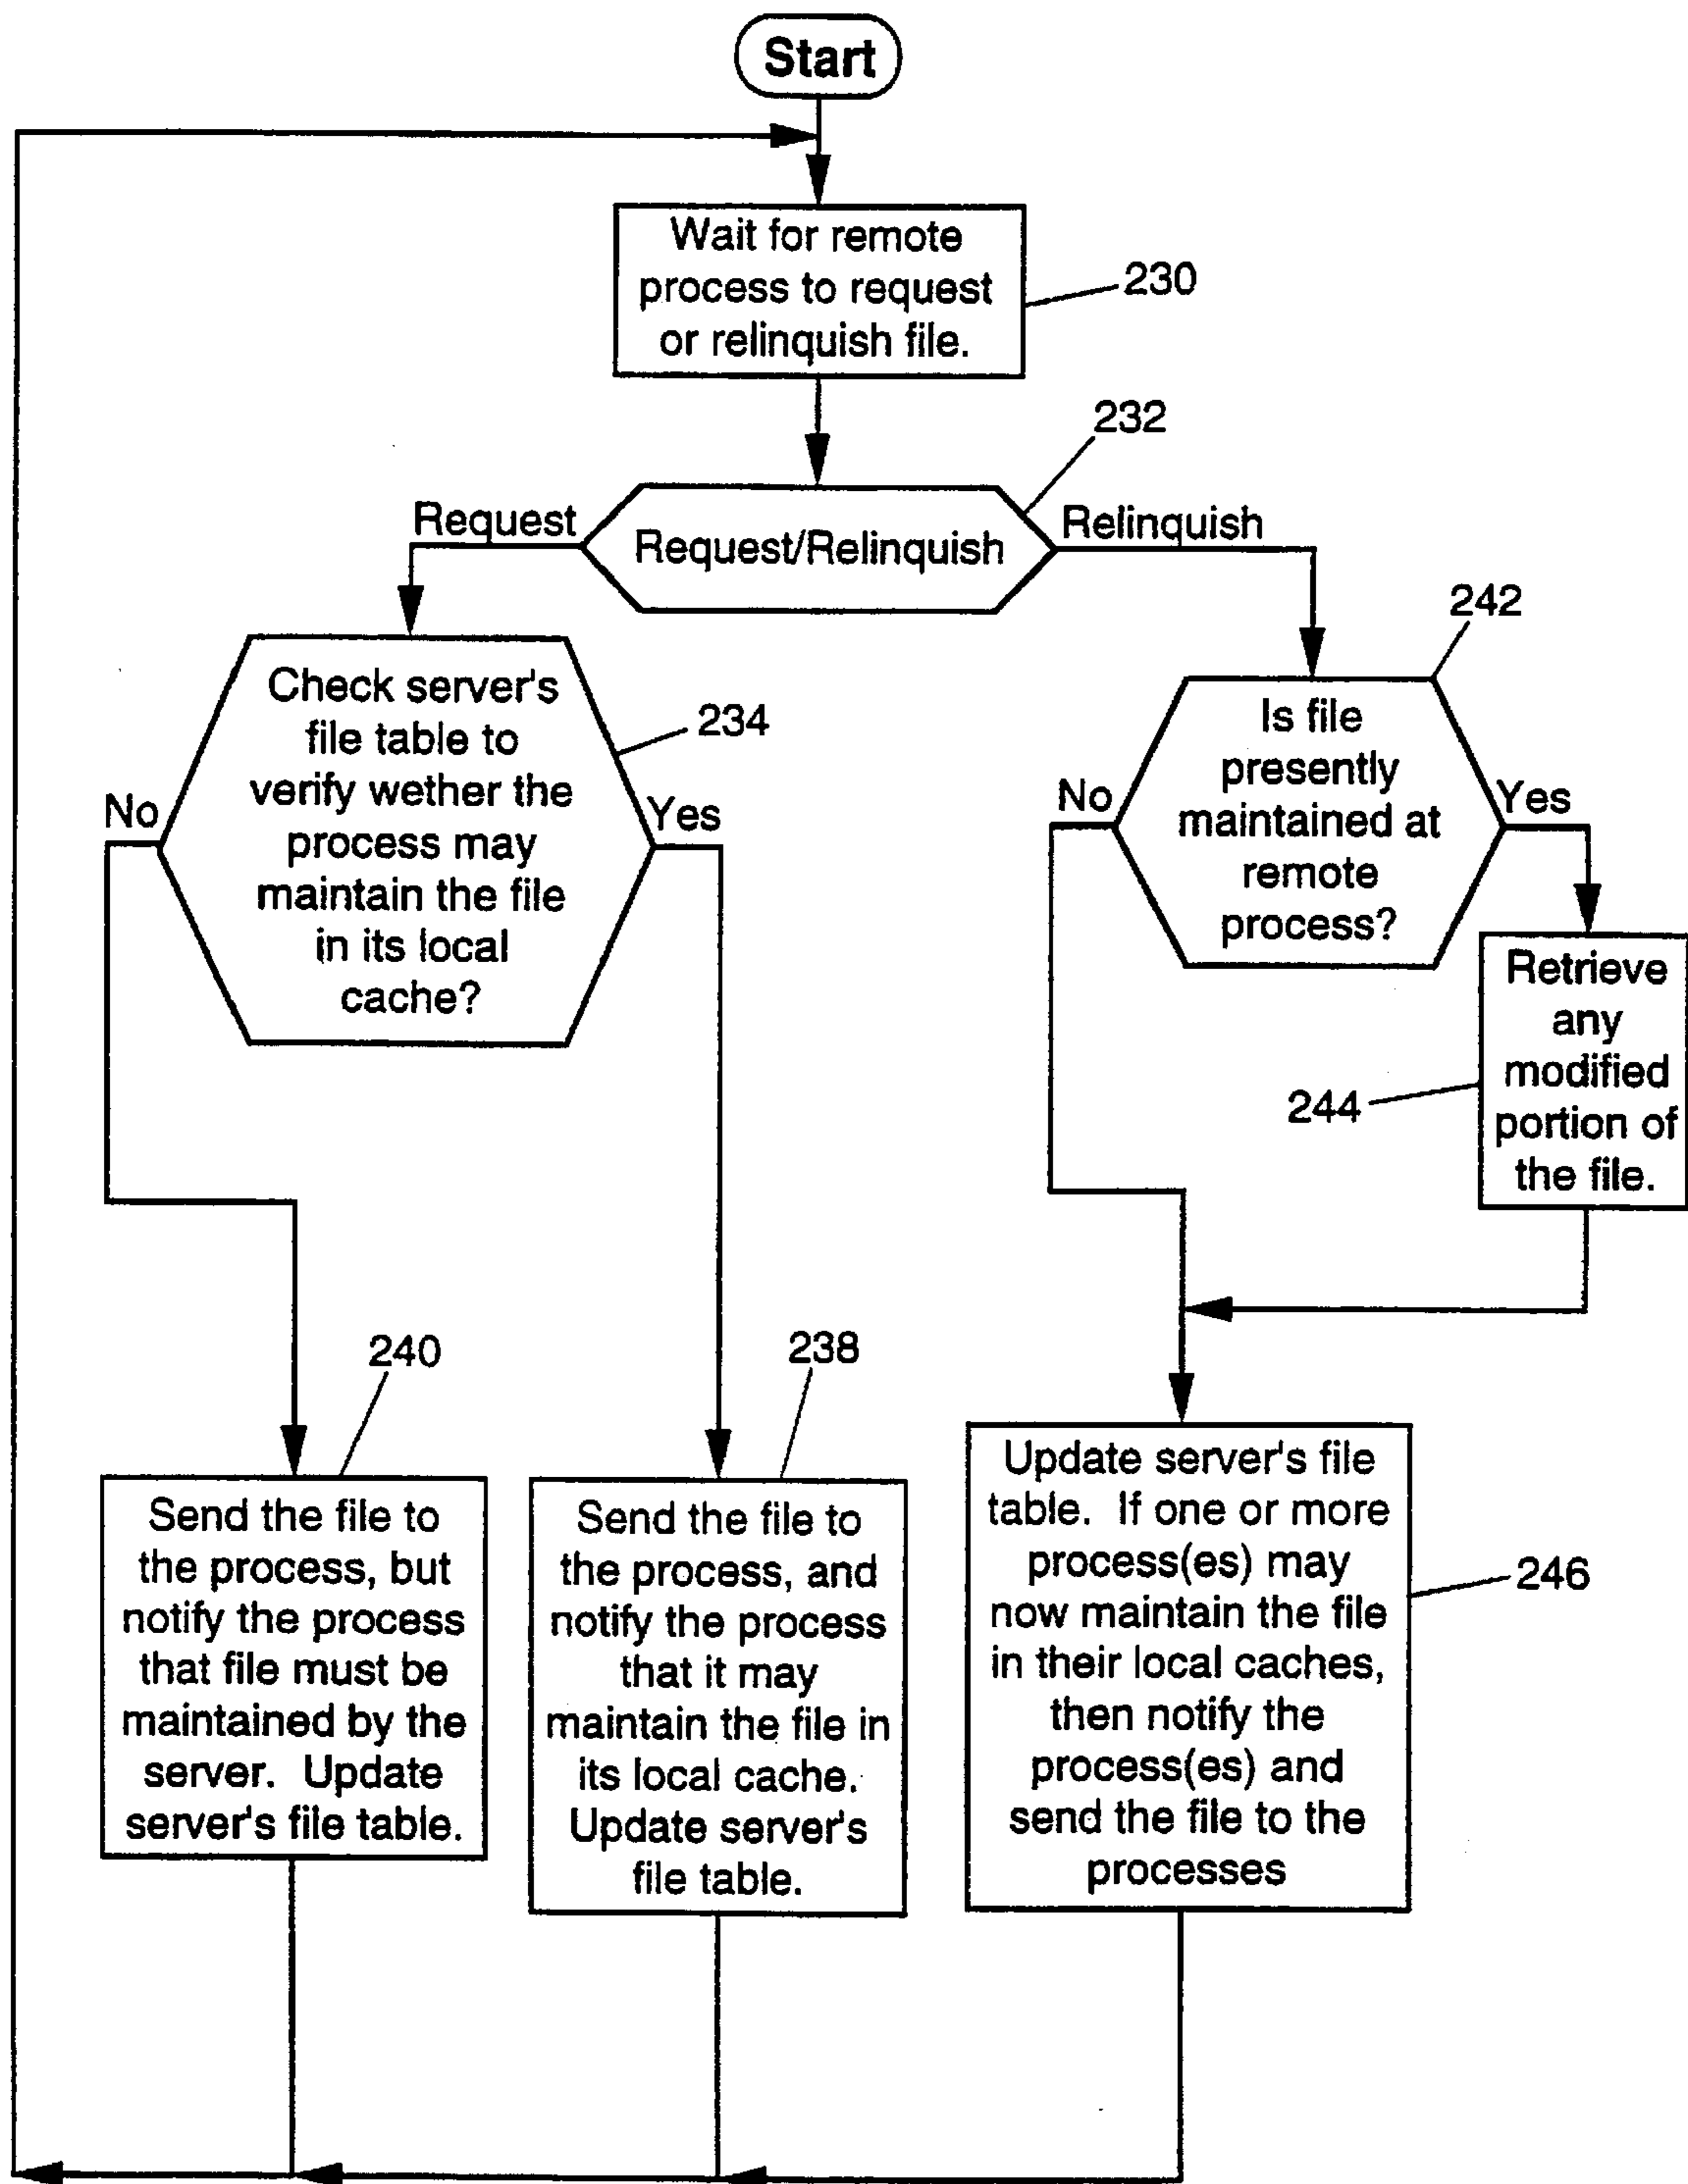 Start
Wait for remote
process to request
or relinquish file.
230
232
Request
Request/Relinquish
Relinquish
242
Check server's
file table to
verify wether the
process may
maintain the file
in its local
cache?
234
No
Yes
Is file
presently
maintained at
remote
process?
No
Yes
Retrieve
any
modified
portion of
the file.
244
240
238
Send the file to
the process, but
notify the process
that file must be
maintained by the
server. Update
server's file table.
Send the file to
the process, and
notify the process
that it may
maintain the file in
its local cache.
Update server's
file table.
Update server's file
table. If one or more
process(es) may
now maintain the file
in their local caches,
then notify the
process(es) and
send the file to the
processes
246